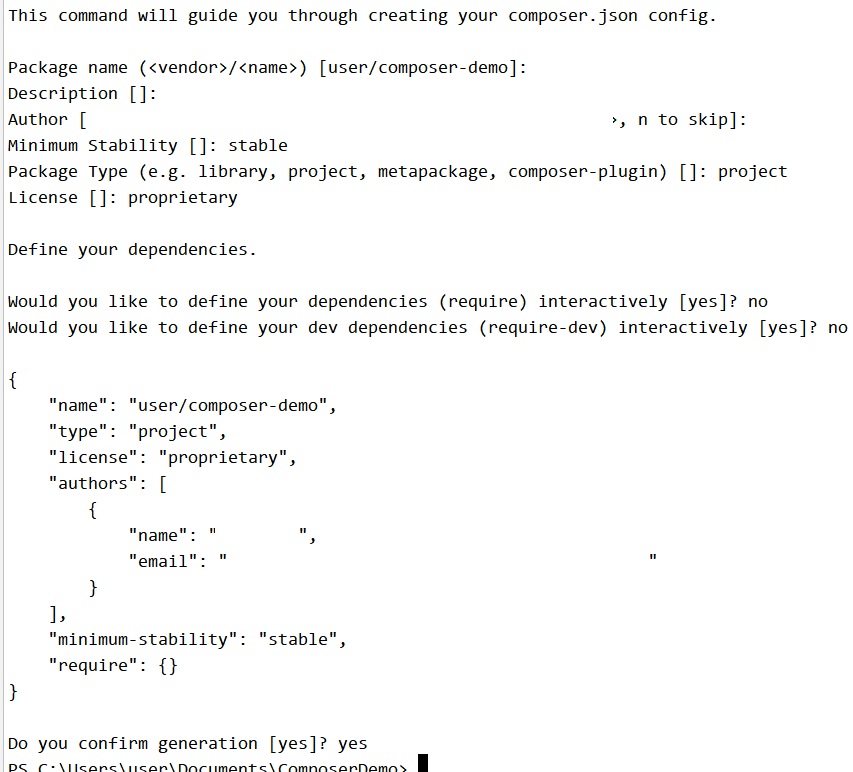 This command will guide you through creating your composer.json config.
Package name (<vendor>/<name>) [user/composer-demo]:
Description []:
Author [ >, n to skip]:
Minimum Stability []: stable
Package Type (e.g. library, project, metapackage, composer-plugin) []: project
License []: proprietary
Define your dependencies.
Would you like to define your dependencies (require) interactively [yes]? no
Would you like to define your dev dependencies (require-dev) interactively [yes]? no
{
"name": "user/composer-demo",
"type": "project",
"license": "proprietary",
"authors": [
{
"name": " ",
"email": " "
}
],
"minimum-stability": "stable",
"require": {}
}
Do you confirm generation [yes]? yes
PS C:\Users\user\Documents\ComposerDemo>